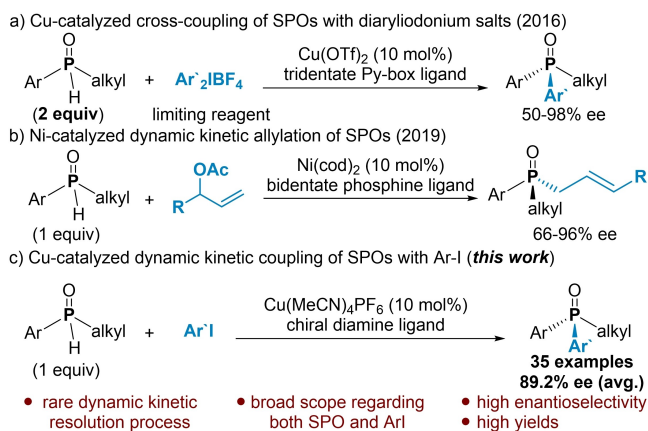 a) Cu-catalyzed cross-coupling of SPOs with diaryliodonium salts (2016)
O
Ar P alkyl
H
(2 equiv)
+
Ar`₂IBF₄
limiting reagent
Cu(OTf)₂ (10 mol%)
tridentate Py-box ligand
O
Ar P alkyl
Ar`
50-98% ee
b) Ni-catalyzed dynamic kinetic allylation of SPOs (2019)
O
Ar P alkyl
H
(1 equiv)
+
OAc
R
Ni(cod)₂ (10 mol%)
bidentate phosphine ligand
O
Ar P R
alkyl
66-96% ee
c) Cu-catalyzed dynamic kinetic coupling of SPOs with Ar-I (this work)
O
Ar P alkyl
H
(1 equiv)
+
Ar`I
Cu(MeCN)4PF₆ (10 mol%)
chiral diamine ligand
O
Ar P alkyl
Ar`
35 examples
89.2% ee (avg.)
• rare dynamic kinetic
resolution process
• broad scope regarding
both SPO and ArI
• high enantioselectivity
• high yields